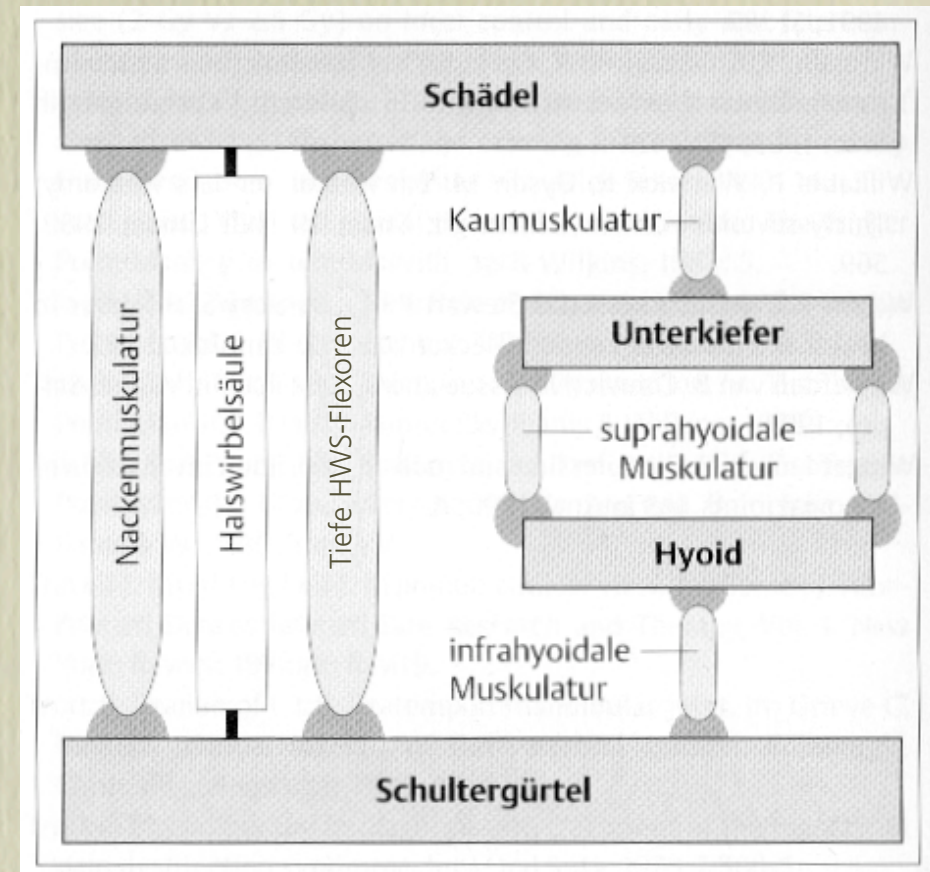 Schädel
Nackenmuskulatur
Halswirbelsäule
Tiefe HWS-Flexoren
Kaumuskulatur
Unterkiefer
suprahyoidale
Muskulatur
Hyoid
infrahyoidale
Muskulatur
Schultergürtel